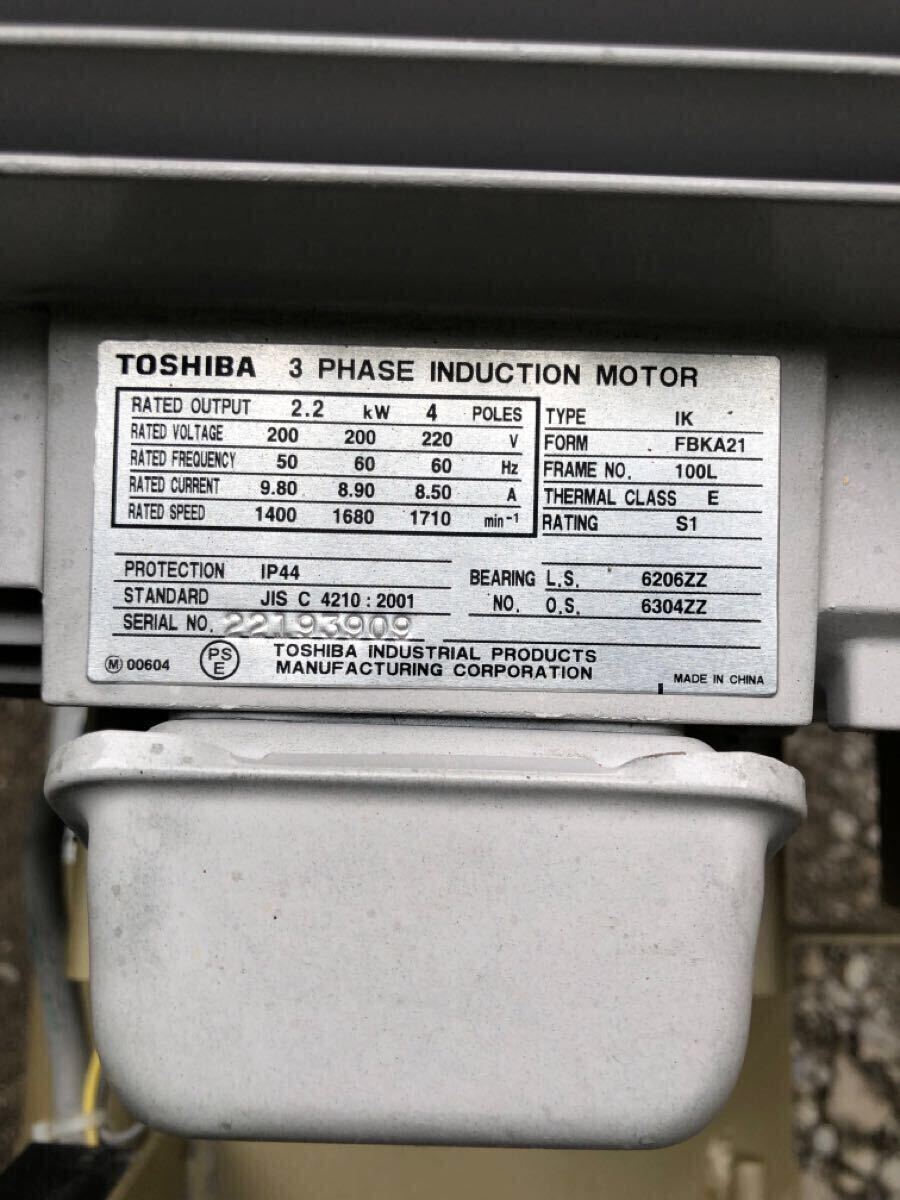 TOSHIBA 3 PHASE INDUCTION MOTOR
RATED OUTPUT 2.2 kW 4 POLES
RATED VOLTAGE 200 200 220 V
RATED FREQUENCY 50 60 60 Hz
RATED CURRENT 9.80 8.90 8.50 A
RATED SPEED 1400 1680 1710 min-1
TYPE IK
FORM FBKA21
FRAME NO. 100L
THERMAL CLASS E
RATING S1
PROTECTION IP44
STANDARD JIS C 4210 : 2001
SERIAL NO. 22193909
BEARING L.S. 6206ZZ
NO. O.S. 6304ZZ
Ⓜ 00604
PS
E
TOSHIBA INDUSTRIAL PRODUCTS
MANUFACTURING CORPORATION
MADE IN CHINA